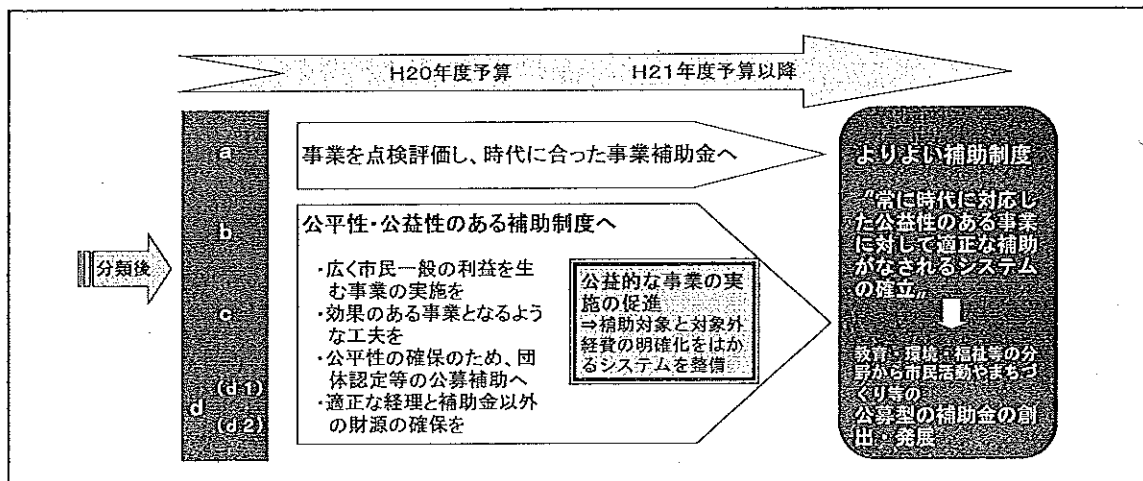 H20年度予算
H21年度予算以降
分類後
a
b
c
d
(d1)
(d2)
事業を点検評価し、時代に合った事業補助金へ
公平性・公益性のある補助制度へ
・広く市民一般の利益を生
む事業の実施を
・効果のある事業となるよう
な工夫を
・公平性の確保のため、団
体認定等の公募補助へ
・適正な経理と補助金以外
の財源の確保を
公益的な事業の実
施の促進
⇒補助対象と対象外
経費の明確化をはか
るシステムを整備
よりよい補助制度
〝常に時代に対応し
た公益性のある事業
に対して適正な補助
がなされるシステム
の確立〟
教育・環境・福祉等の分
野から市民活動やまちづ
くり等の
公募型の補助金の創
出・発展